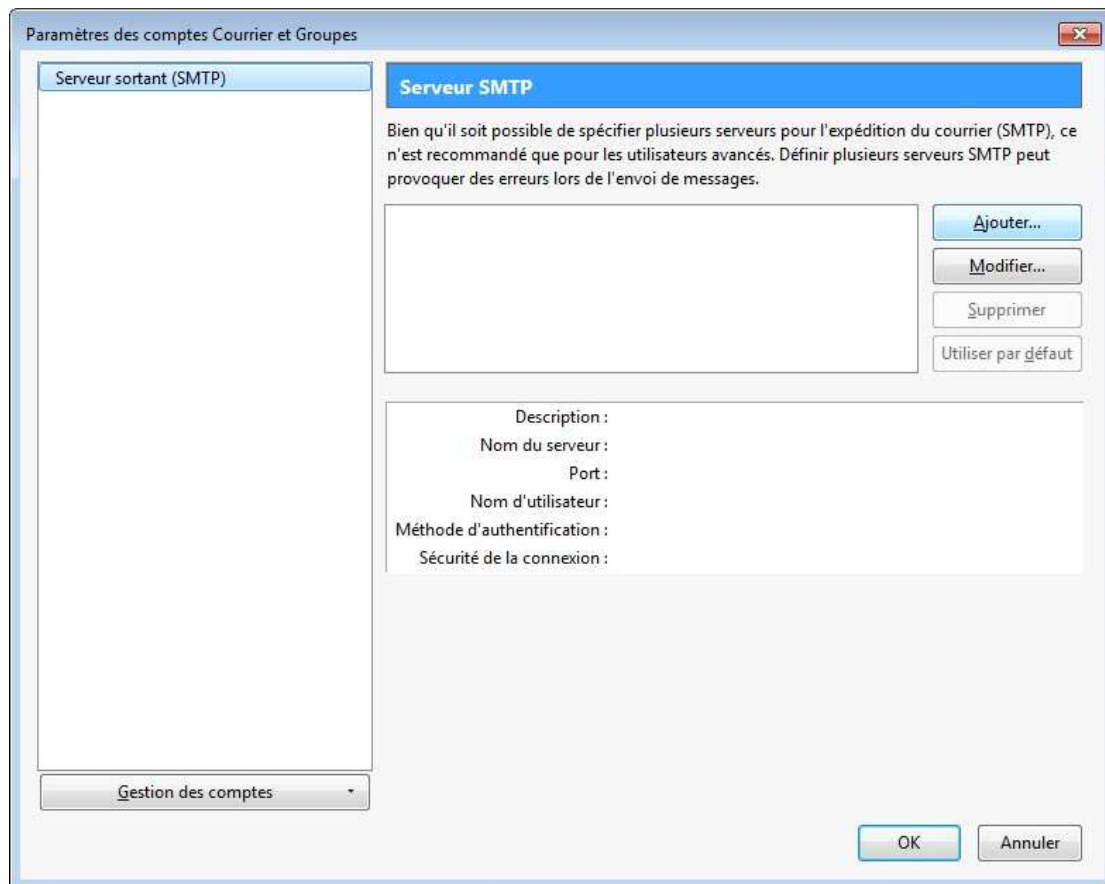 Paramètres des comptes Courrier et Groupes
Serveur sortant (SMTP)
Serveur SMTP
Bien qu'il soit possible de spécifier plusieurs serveurs pour l'expédition du courrier (SMTP), ce
n'est recommandé que pour les utilisateurs avancés. Définir plusieurs serveurs SMTP peut
provoquer des erreurs lors de l'envoi de messages.
Ajouter...
Modifier...
Supprimer
Utiliser par défaut
Description :
Nom du serveur :
Port :
Nom d'utilisateur :
Méthode d'authentification :
Sécurité de la connexion :
Gestion des comptes
OK
Annuler